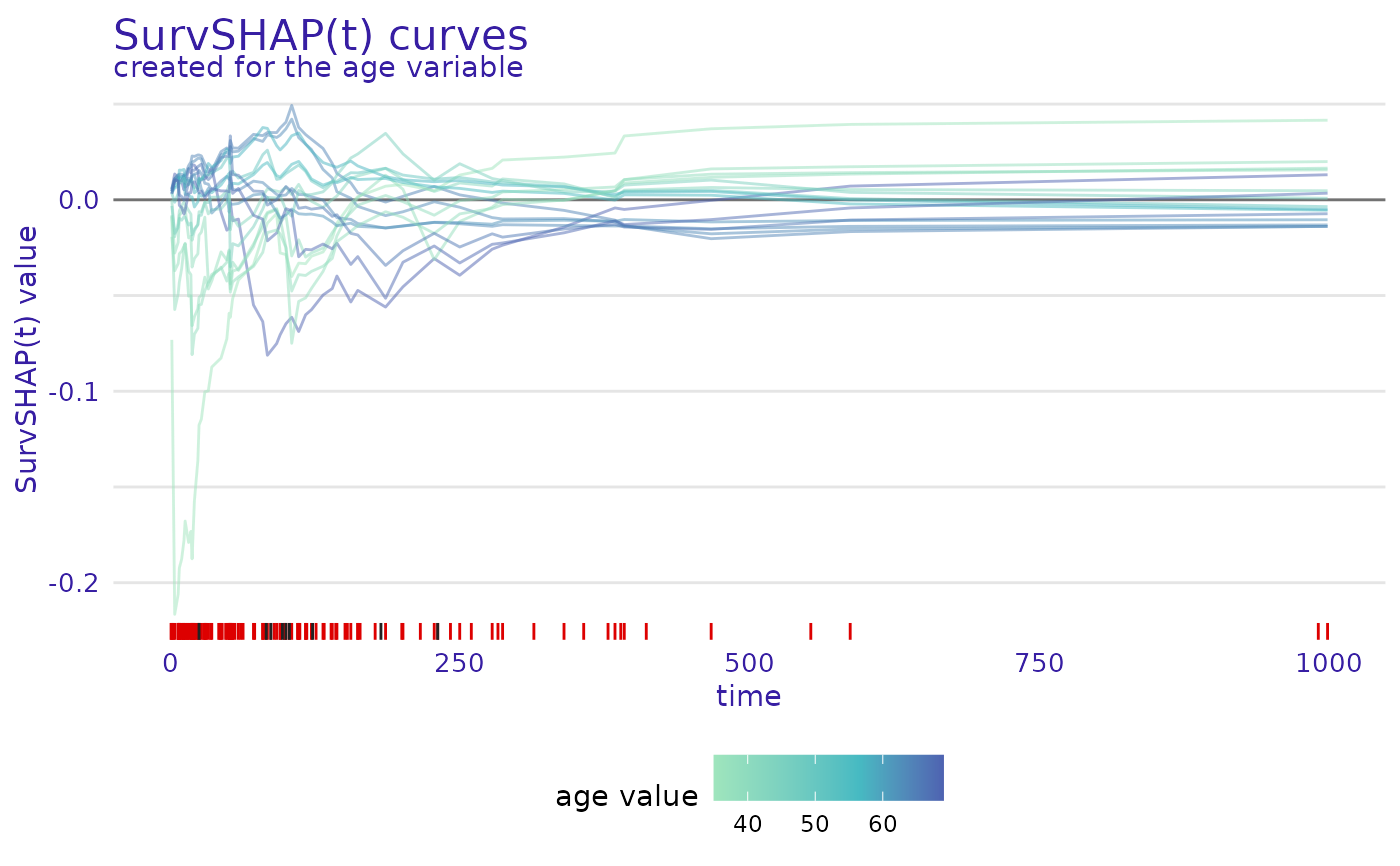 SurvSHAP(t) curves
created for the age variable
SurvSHAP(t) value
0.0
-0.1
-0.2
0 250 500 750 1000
time
age value
40 50 60